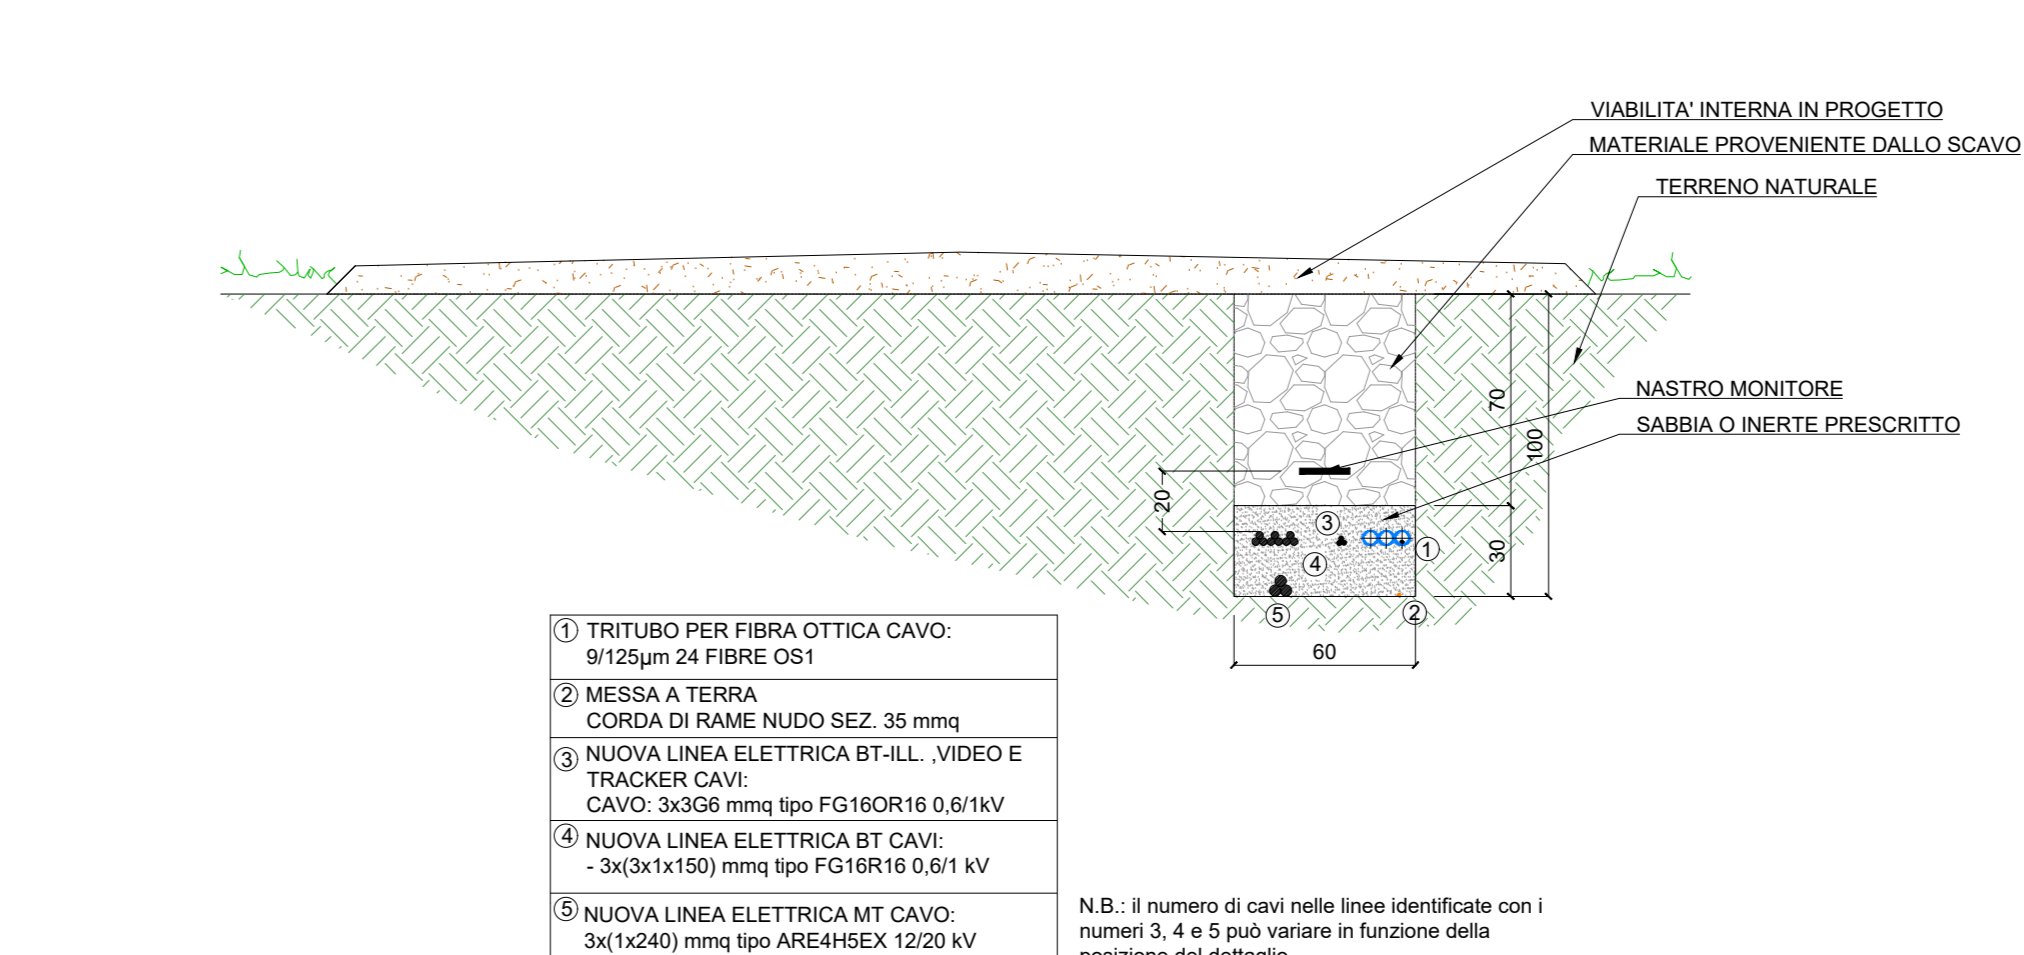 VIABILITA' INTERNA IN PROGETTO
MATERIALE PROVENIENTE DALLO SCAVO
TERRENO NATURALE
NASTRO MONITORE
SABBIA O INERTE PRESCRITTO
70
100
20
30
3
1
4
5
2
60
1 TRITUBO PER FIBRA OTTICA CAVO:
9/125µm 24 FIBRE OS1
2 MESSA A TERRA
CORDA DI RAME NUDO SEZ. 35 mmq
3 NUOVA LINEA ELETTRICA BT-ILL. ,VIDEO E
TRACKER CAVI:
CAVO: 3x3G6 mmq tipo FG16OR16 0,6/1kV
4 NUOVA LINEA ELETTRICA BT CAVI:
- 3x(3x1x150) mmq tipo FG16R16 0,6/1 kV
5 NUOVA LINEA ELETTRICA MT CAVO:
3x(1x240) mmq tipo ARE4H5EX 12/20 kV
N.B.: il numero di cavi nelle linee identificate con i
numeri 3, 4 e 5 può variare in funzione della
posizione del dettaglio